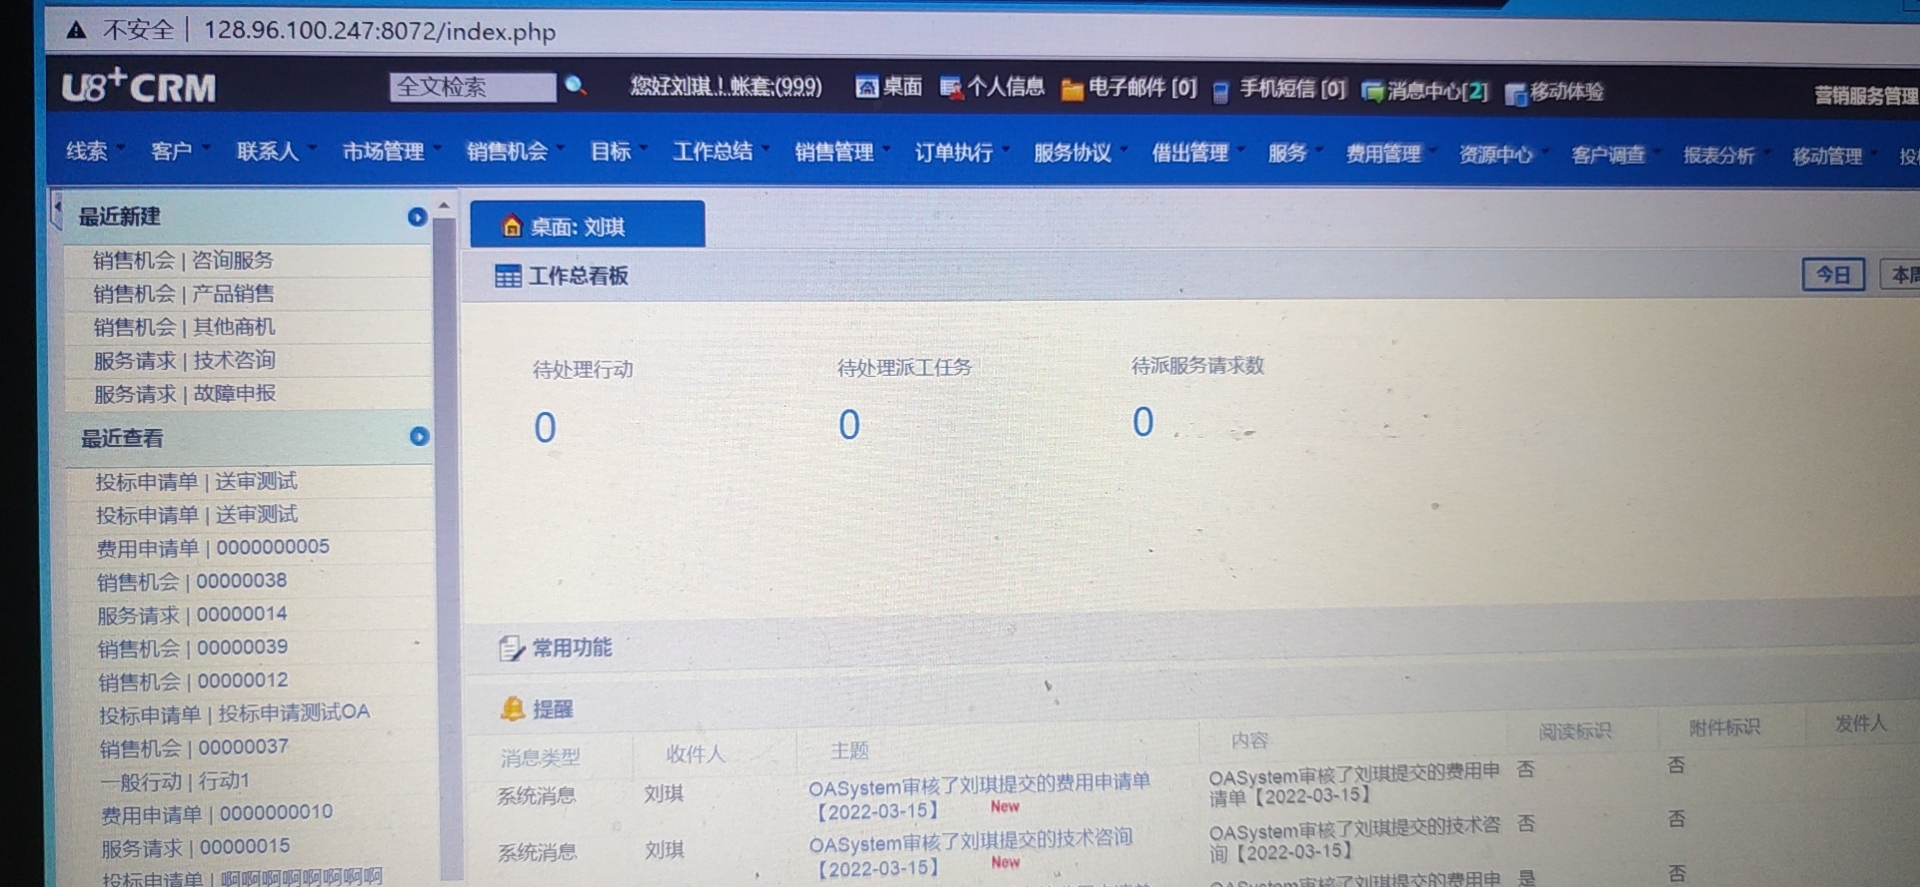 不安全 | 128.96.100.247:8072/index.php
U8+CRM 全文检索 您好刘琪！帐套:(999) 桌面 个人信息 电子邮件 [0] 手机短信 [0] 消息中心[2] 移动体验 营销服务管理
线索 客户 联系人 市场管理 销售机会 目标 工作总结 销售管理 订单执行 服务协议 借出管理 服务 费用管理 资源中心 客户调查 报表分析 移动管理
最近新建
销售机会 | 咨询服务
销售机会 | 产品销售
销售机会 | 其他商机
服务请求 | 技术咨询
服务请求 | 故障申报
最近查看
投标申请单 | 送审测试
投标申请单 | 送审测试
费用申请单 | 0000000005
销售机会 | 00000038
服务请求 | 00000014
销售机会 | 00000039
销售机会 | 00000012
投标申请单 | 投标申请测试OA
销售机会 | 00000037
一般行动 | 行动1
费用申请单 | 0000000010
服务请求 | 00000015
投标申请单 | 啊啊啊啊啊啊啊啊
桌面: 刘琪
工作总看板 今日
待处理行动 待处理派工任务 待派服务请求数
0 0 0
常用功能
提醒
消息类型 收件人 主题 内容 阅读标识 附件标识 发件人
系统消息 刘琪 OASystem审核了刘琪提交的费用申请单 OASystem审核了刘琪提交的费用申 否 否
【2022-03-15】 New 请单【2022-03-15】
系统消息 刘琪 OASystem审核了刘琪提交的技术咨询 OASystem审核了刘琪提交的技术咨 否 否
【2022-03-15】 New 询【2022-03-15】
OASystem审核了刘琪提交的费用申 是 否